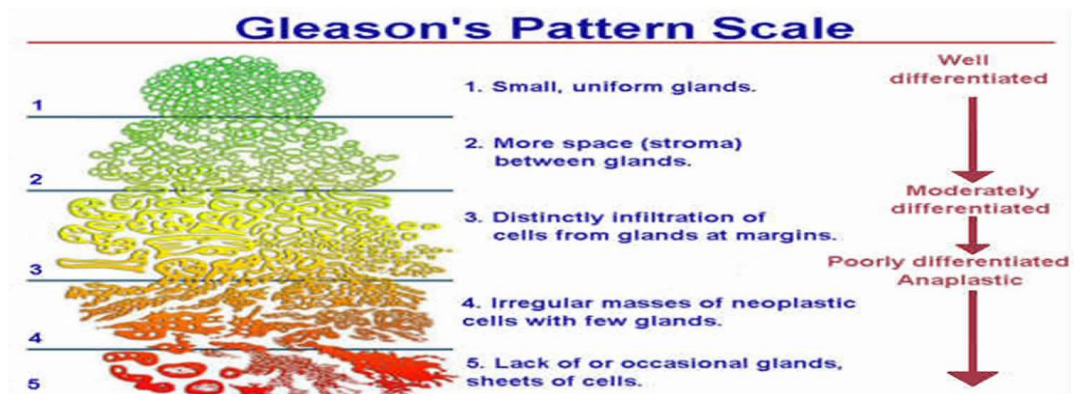 Gleason's Pattern Scale
1
1. Small, uniform glands.
2
2. More space (stroma)
between glands.
3
3. Distinctly infiltration of
cells from glands at margins.
4
4. Irregular masses of neoplastic
cells with few glands.
5
5. Lack of or occasional glands,
sheets of cells.
Well
differentiated
Moderately
differentiated
Poorly differentiated
Anaplastic